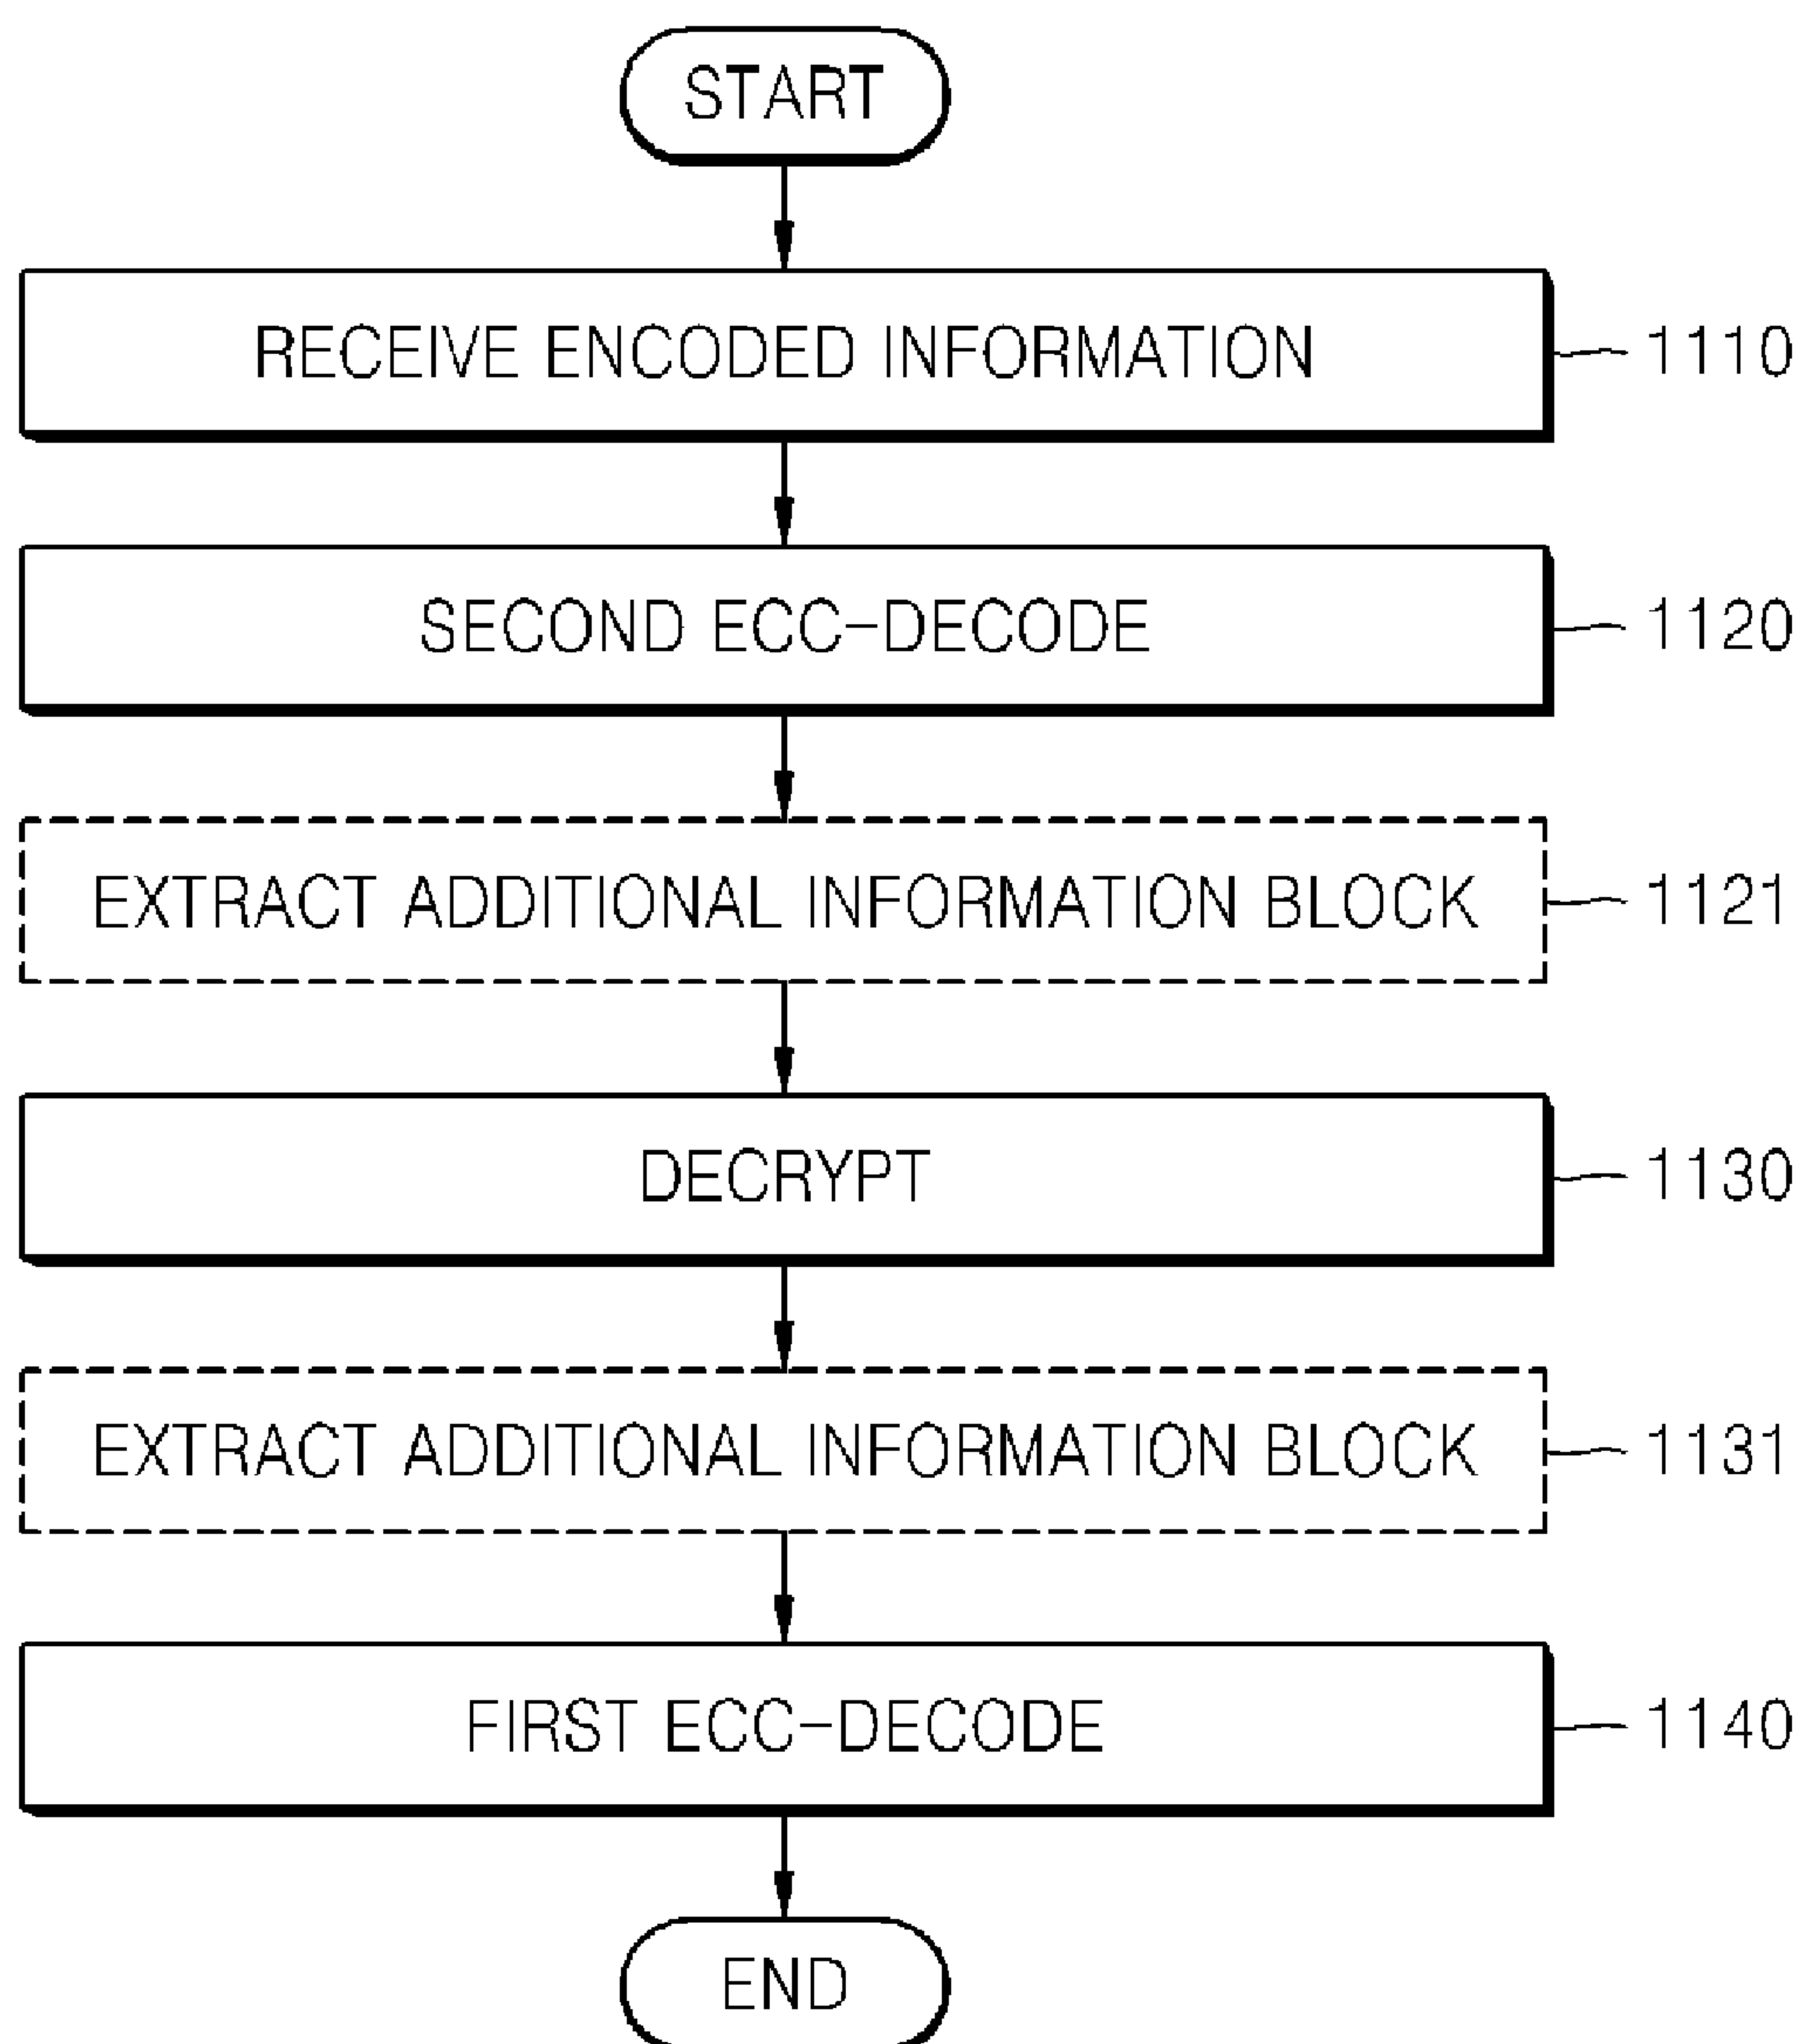 START
RECEIVE ENCODED INFORMATION
1110
SECOND ECC-DECODE
1120
EXTRACT ADDITIONAL INFORMATION BLOCK
1121
DECRYPT
1130
EXTRACT ADDITIONAL INFORMATION BLOCK
1131
FIRST ECC-DECODE
1140
END